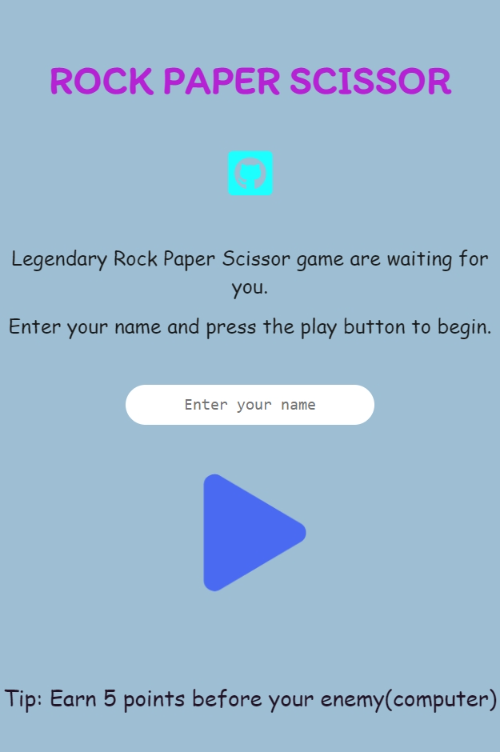 ROCK PAPER SCISSOR
Legendary Rock Paper Scissor game are waiting for
you.
Enter your name and press the play button to begin.
Enter your name
Tip: Earn 5 points before your enemy(computer)